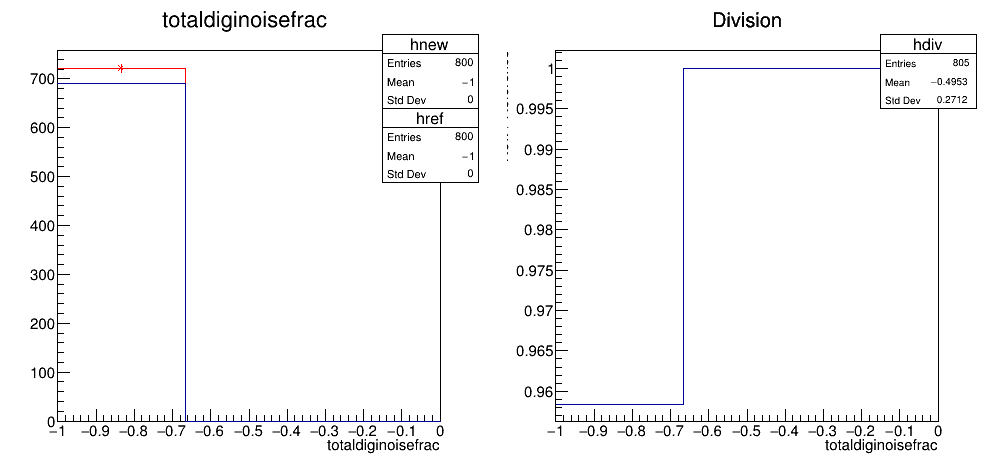 totaldiginoisefrac
hnew
Entries 800
Mean −1
Std Dev 0
href
Entries 800
Mean −1
Std Dev 0
700
600
500
400
300
200
100
0
−1 −0.9 −0.8 −0.7 −0.6 −0.5 −0.4 −0.3 −0.2 −0.1 0
totaldiginoisefrac
Division
hdiv
Entries 805
Mean −0.4953
Std Dev 0.2712
1
0.995
0.99
0.985
0.98
0.975
0.97
0.965
0.96
−1 −0.9 −0.8 −0.7 −0.6 −0.5 −0.4 −0.3 −0.2 −0.1 0
totaldiginoisefrac